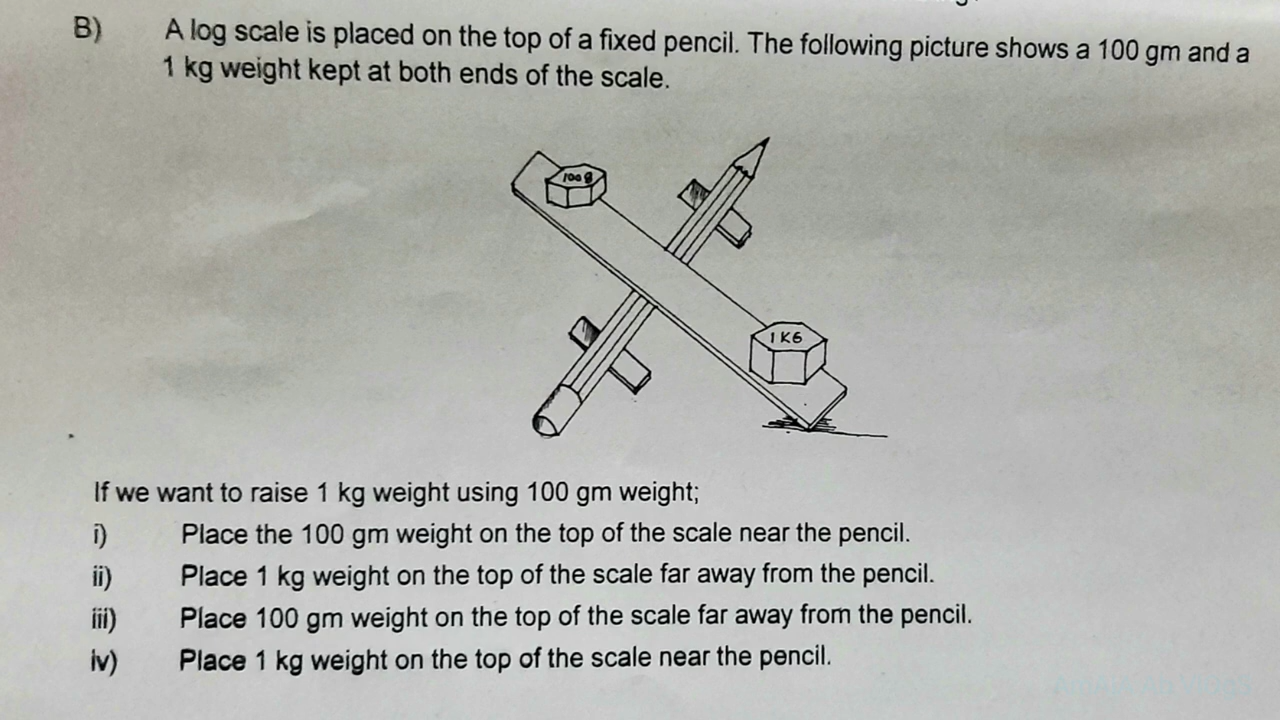 B) A log scale is placed on the top of a fixed pencil. The following picture shows a 100 gm and a
1 kg weight kept at both ends of the scale.
100 g
1 KG
If we want to raise 1 kg weight using 100 gm weight;
i) Place the 100 gm weight on the top of the scale near the pencil.
ii) Place 1 kg weight on the top of the scale far away from the pencil.
iii) Place 100 gm weight on the top of the scale far away from the pencil.
iv) Place 1 kg weight on the top of the scale near the pencil.